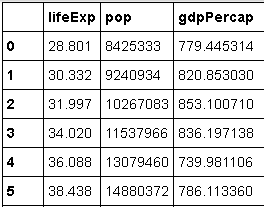 lifeExp pop gdpPercap
0 28.801 8425333 779.445314
1 30.332 9240934 820.853030
2 31.997 10267083 853.100710
3 34.020 11537966 836.197138
4 36.088 13079460 739.981106
5 38.438 14880372 786.113360